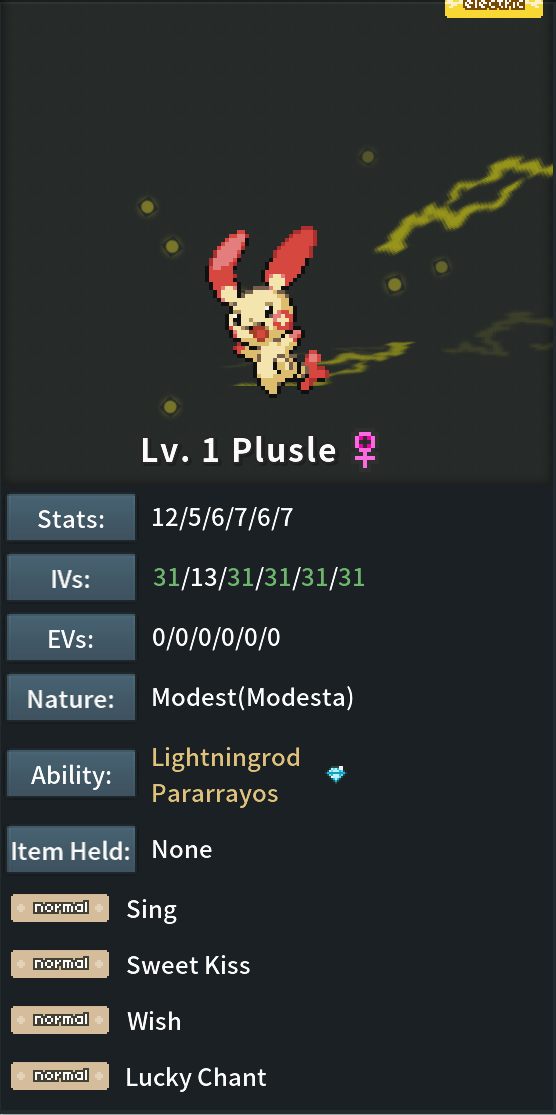 electric
Lv. 1 Plusle ♀
Stats: 12/5/6/7/6/7
IVs: 31/13/31/31/31/31
EVs: 0/0/0/0/0/0
Nature: Modest(Modesta)
Ability: Lightningrod
Pararrayos
Item Held: None
normal Sing
normal Sweet Kiss
normal Wish
normal Lucky Chant